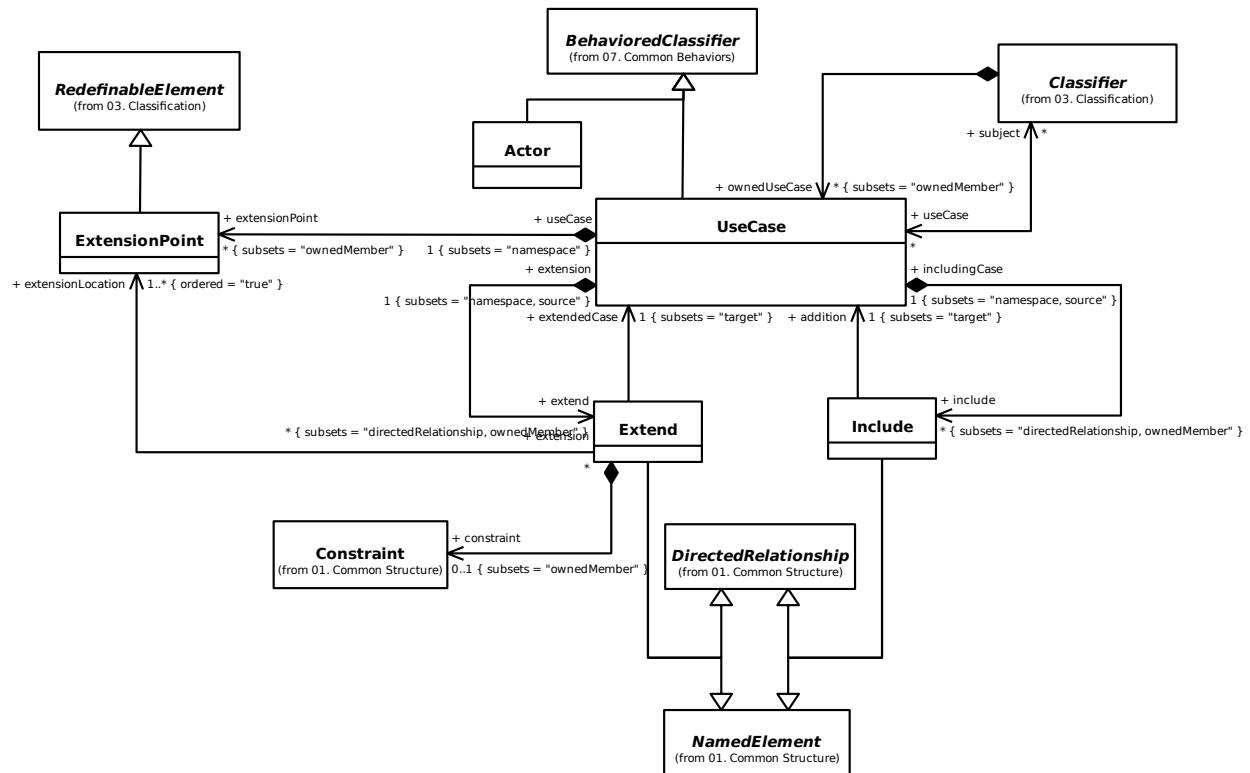 BehavioredClassifier
(from 07. Common Behaviors)
RedefinableElement
(from 03. Classification)
Classifier
(from 03. Classification)
Actor
+ subject
*
+ ownedUseCase
* { subsets = "ownedMember" }
+ extensionPoint
+ useCase
UseCase
+ useCase
ExtensionPoint
* { subsets = "ownedMember" }
1 { subsets = "namespace" }
*
+ extension
+ includingCase
+ extensionLocation
1..* { ordered = "true" }
1 { subsets = "namespace, source" }
1 { subsets = "namespace, source" }
+ extendedCase
1 { subsets = "target" }
+ addition
1 { subsets = "target" }
+ extend
+ include
Extend
Include
* { subsets = "directedRelationship, ownedMember" }
+ extension
* { subsets = "directedRelationship, ownedMember" }
*
+ constraint
Constraint
(from 01. Common Structure)
0..1 { subsets = "ownedMember" }
DirectedRelationship
(from 01. Common Structure)
NamedElement
(from 01. Common Structure)